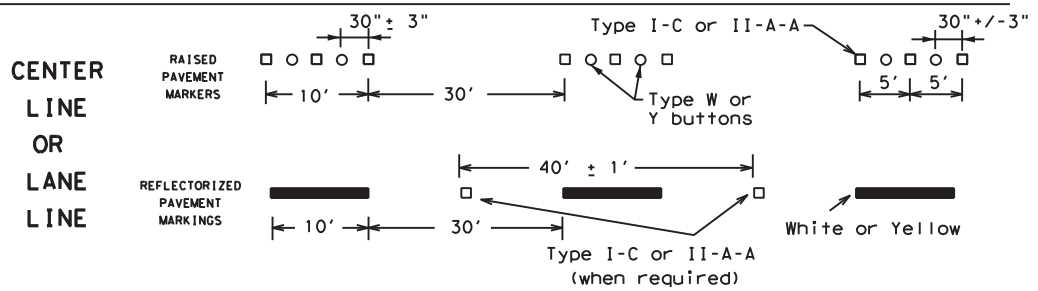 CENTER
LINE
OR
LANE
LINE
RAISED
PAVEMENT
MARKERS
30"± 3"
10'
30'
Type I-C or II-A-A
Type W or
Y buttons
30"+/-3"
5'
5'
REFLECTORIZED
PAVEMENT
MARKINGS
40' ± 1'
10'
30'
Type I-C or II-A-A
(when required)
White or Yellow